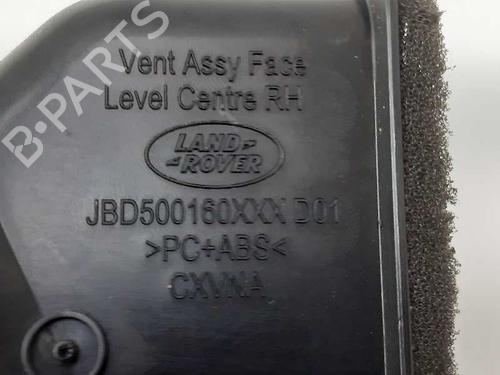 Vent Assy Face
Level Centre RH
LAND
ROVER
JBD500160XXX D01
>PC+ABS<
CXVNA
B-PARTS